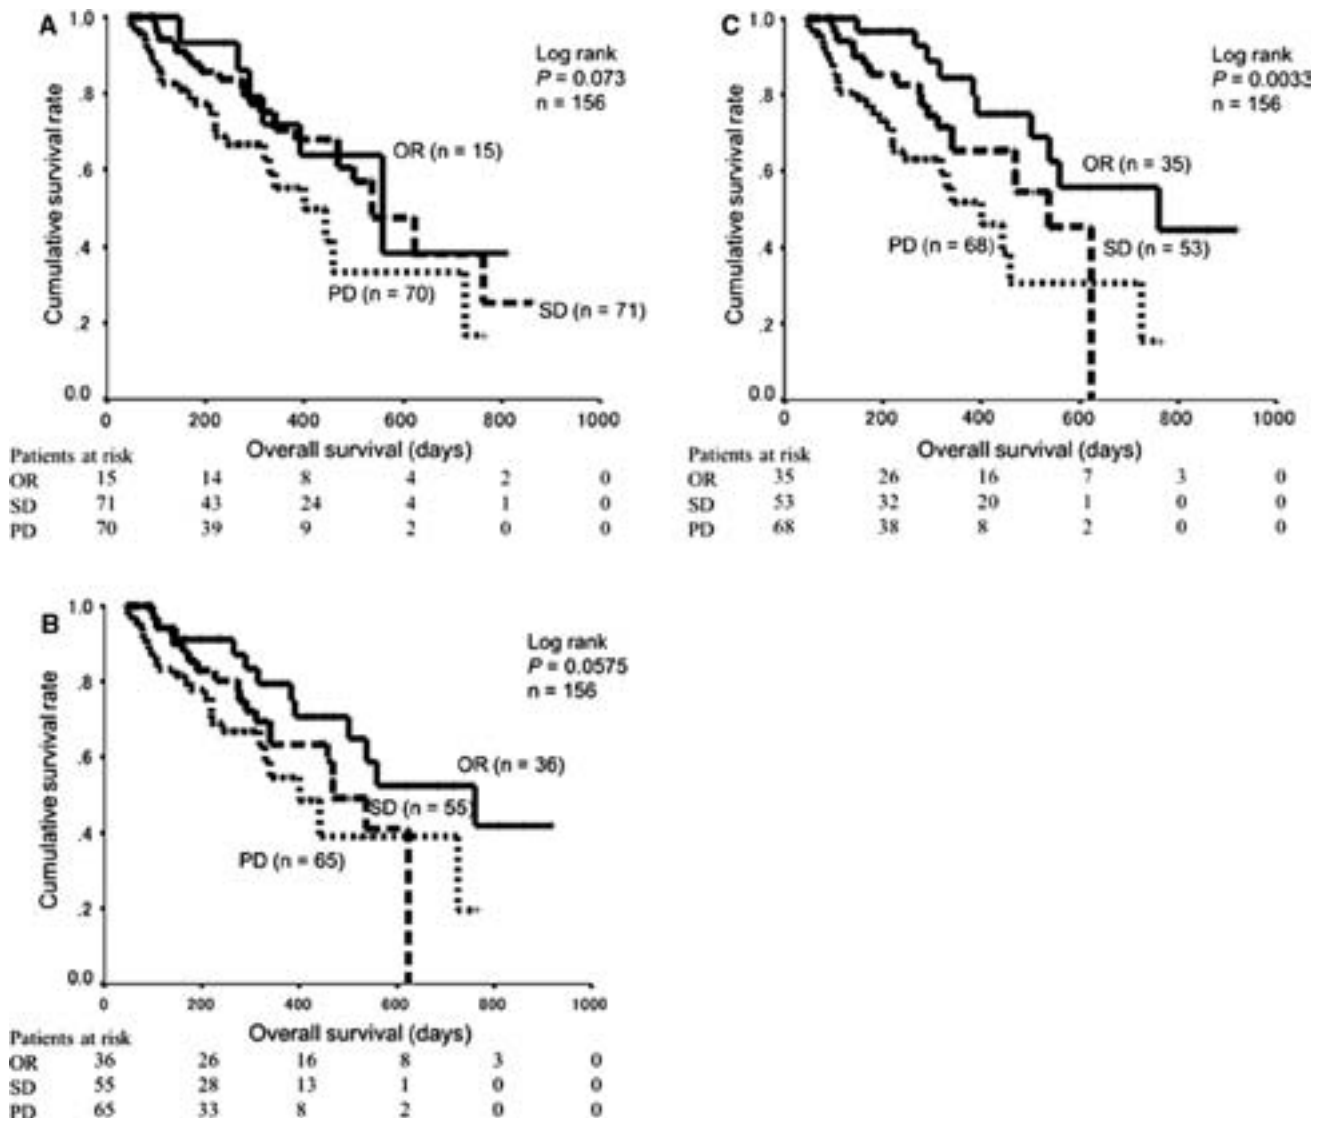 A
1.0
.8
.6
.4
.2
0.0
Cumulative survival rate
Log rank
P = 0.073
n = 156
OR (n = 15)
PD (n = 70)
SD (n = 71)
0 200 400 600 800 1000
Overall survival (days)
Patients at risk
OR 15 14 8 4 2 0
SD 71 43 24 4 1 0
PD 70 39 9 2 0 0
C
1.0
.8
.6
.4
.2
0.0
Cumulative survival rate
Log rank
P = 0.0033
n = 156
OR (n = 35)
PD (n = 68)
SD (n = 53)
0 200 400 600 800 1000
Overall survival (days)
Patients at risk
OR 35 26 16 7 3 0
SD 53 32 20 1 0 0
PD 68 38 8 2 0 0
B
1.0
.8
.6
.4
.2
0.0
Cumulative survival rate
Log rank
P = 0.0575
n = 156
OR (n = 36)
SD (n = 55)
PD (n = 65)
0 200 400 600 800 1000
Overall survival (days)
Patients at risk
OR 36 26 16 8 3 0
SD 55 28 13 1 0 0
PD 65 33 8 2 0 0